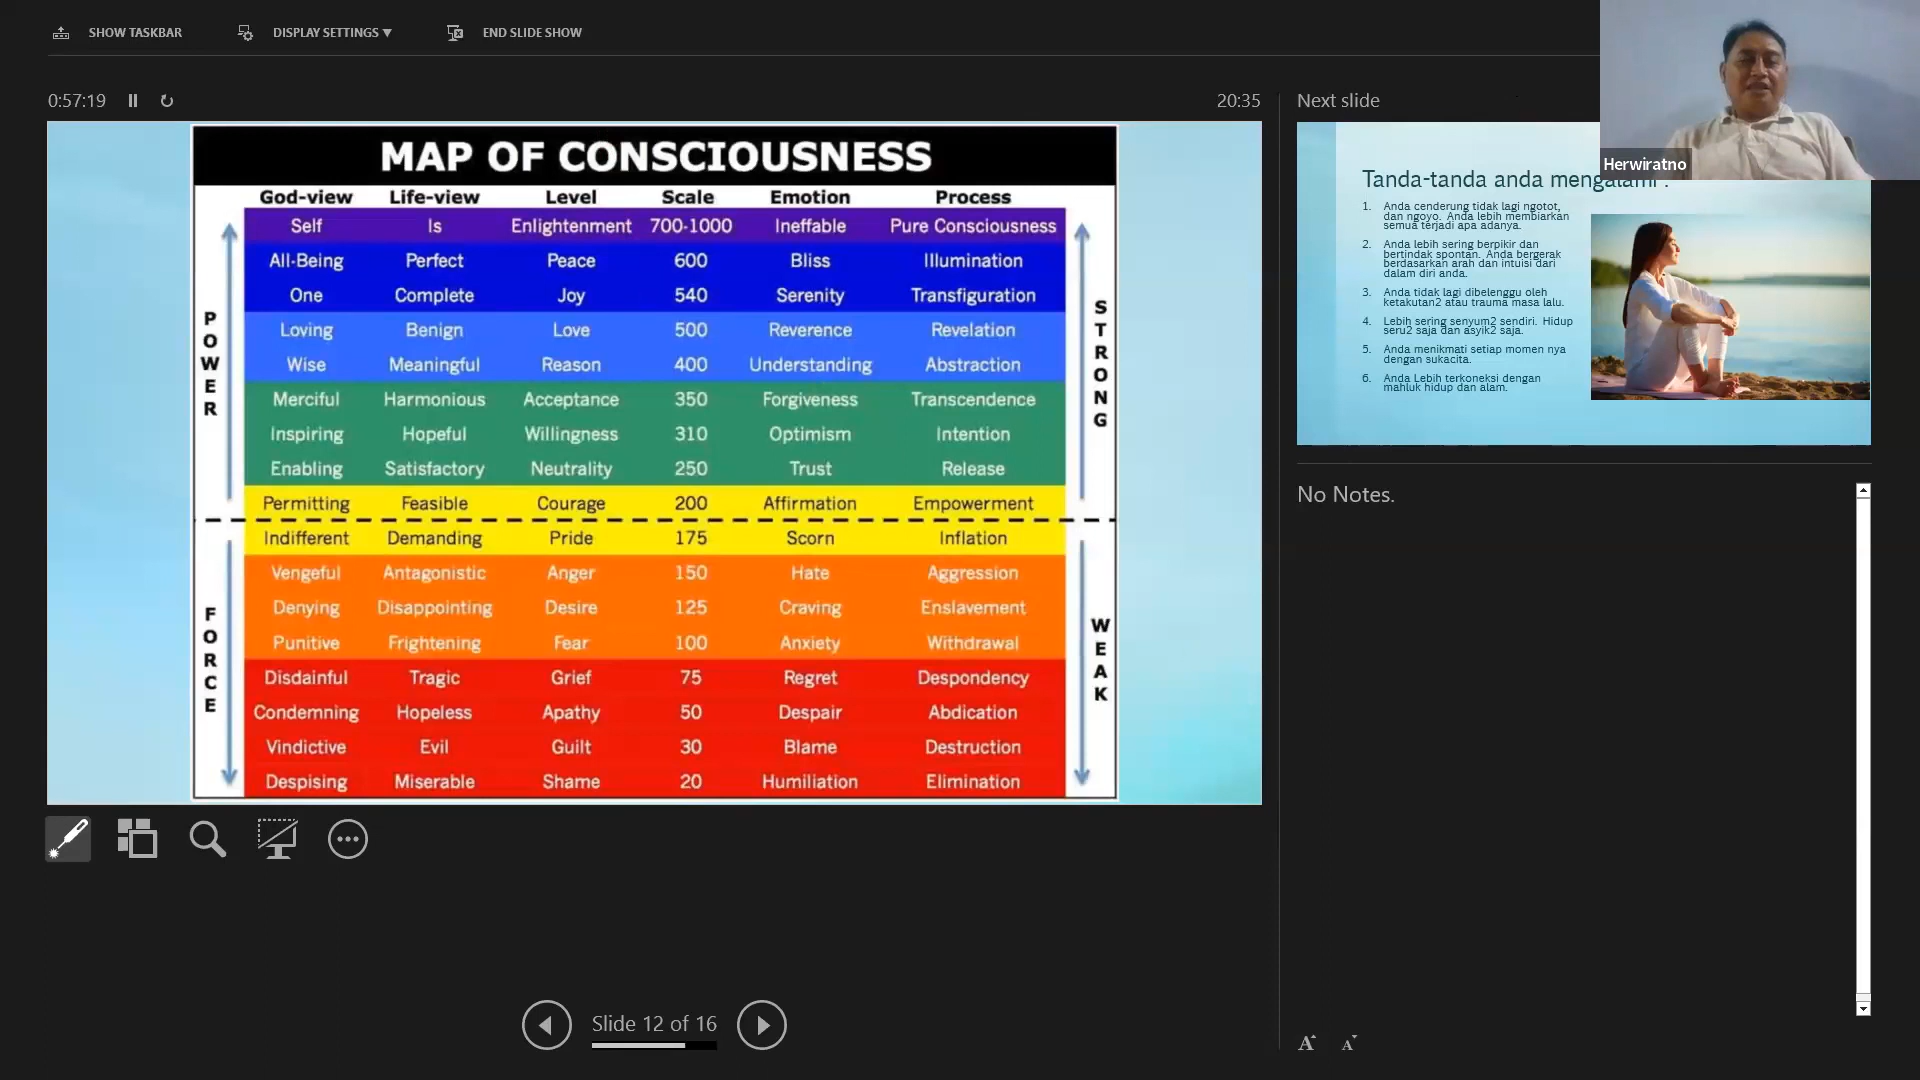 SHOW TASKBAR DISPLAY SETTINGS ▼ END SLIDE SHOW
0:57:19 20:35
MAP OF CONSCIOUSNESS
God-view Life-view Level Scale Emotion Process
Self Is Enlightenment 700-1000 Ineffable Pure Consciousness
All-Being Perfect Peace 600 Bliss Illumination
One Complete Joy 540 Serenity Transfiguration
Loving Benign Love 500 Reverence Revelation
Wise Meaningful Reason 400 Understanding Abstraction
Merciful Harmonious Acceptance 350 Forgiveness Transcendence
Inspiring Hopeful Willingness 310 Optimism Intention
Enabling Satisfactory Neutrality 250 Trust Release
Permitting Feasible Courage 200 Affirmation Empowerment
Indifferent Demanding Pride 175 Scorn Inflation
Vengeful Antagonistic Anger 150 Hate Aggression
Denying Disappointing Desire 125 Craving Enslavement
Punitive Frightening Fear 100 Anxiety Withdrawal
Disdainful Tragic Grief 75 Regret Despondency
Condemning Hopeless Apathy 50 Despair Abdication
Vindictive Evil Guilt 30 Blame Destruction
Despising Miserable Shame 20 Humiliation Elimination
POWER
FORCE
STRONG
WEAK
Slide 12 of 16
Next slide
Herwiratno
Tanda-tanda anda mengalami :
1. Anda cenderung tidak lagi ngotot,
dan ngoyo. Anda lebih membiarkan
semua terjadi apa adanya.
2. Anda lebih sering berpikir dan
bertindak spontan. Anda bergerak
berdasarkan arah dan intuisi dari
dalam diri anda.
3. Anda tidak lagi dibelenggu oleh
ketakutan2 atau trauma masa lalu.
4. Lebih sering senyum2 sendiri. Hidup
seru2 saja dan asyik2 saja.
5. Anda menikmati setiap momen nya
dengan sukacita.
6. Anda Lebih terkoneksi dengan
mahluk hidup dan alam.
No Notes.
A A